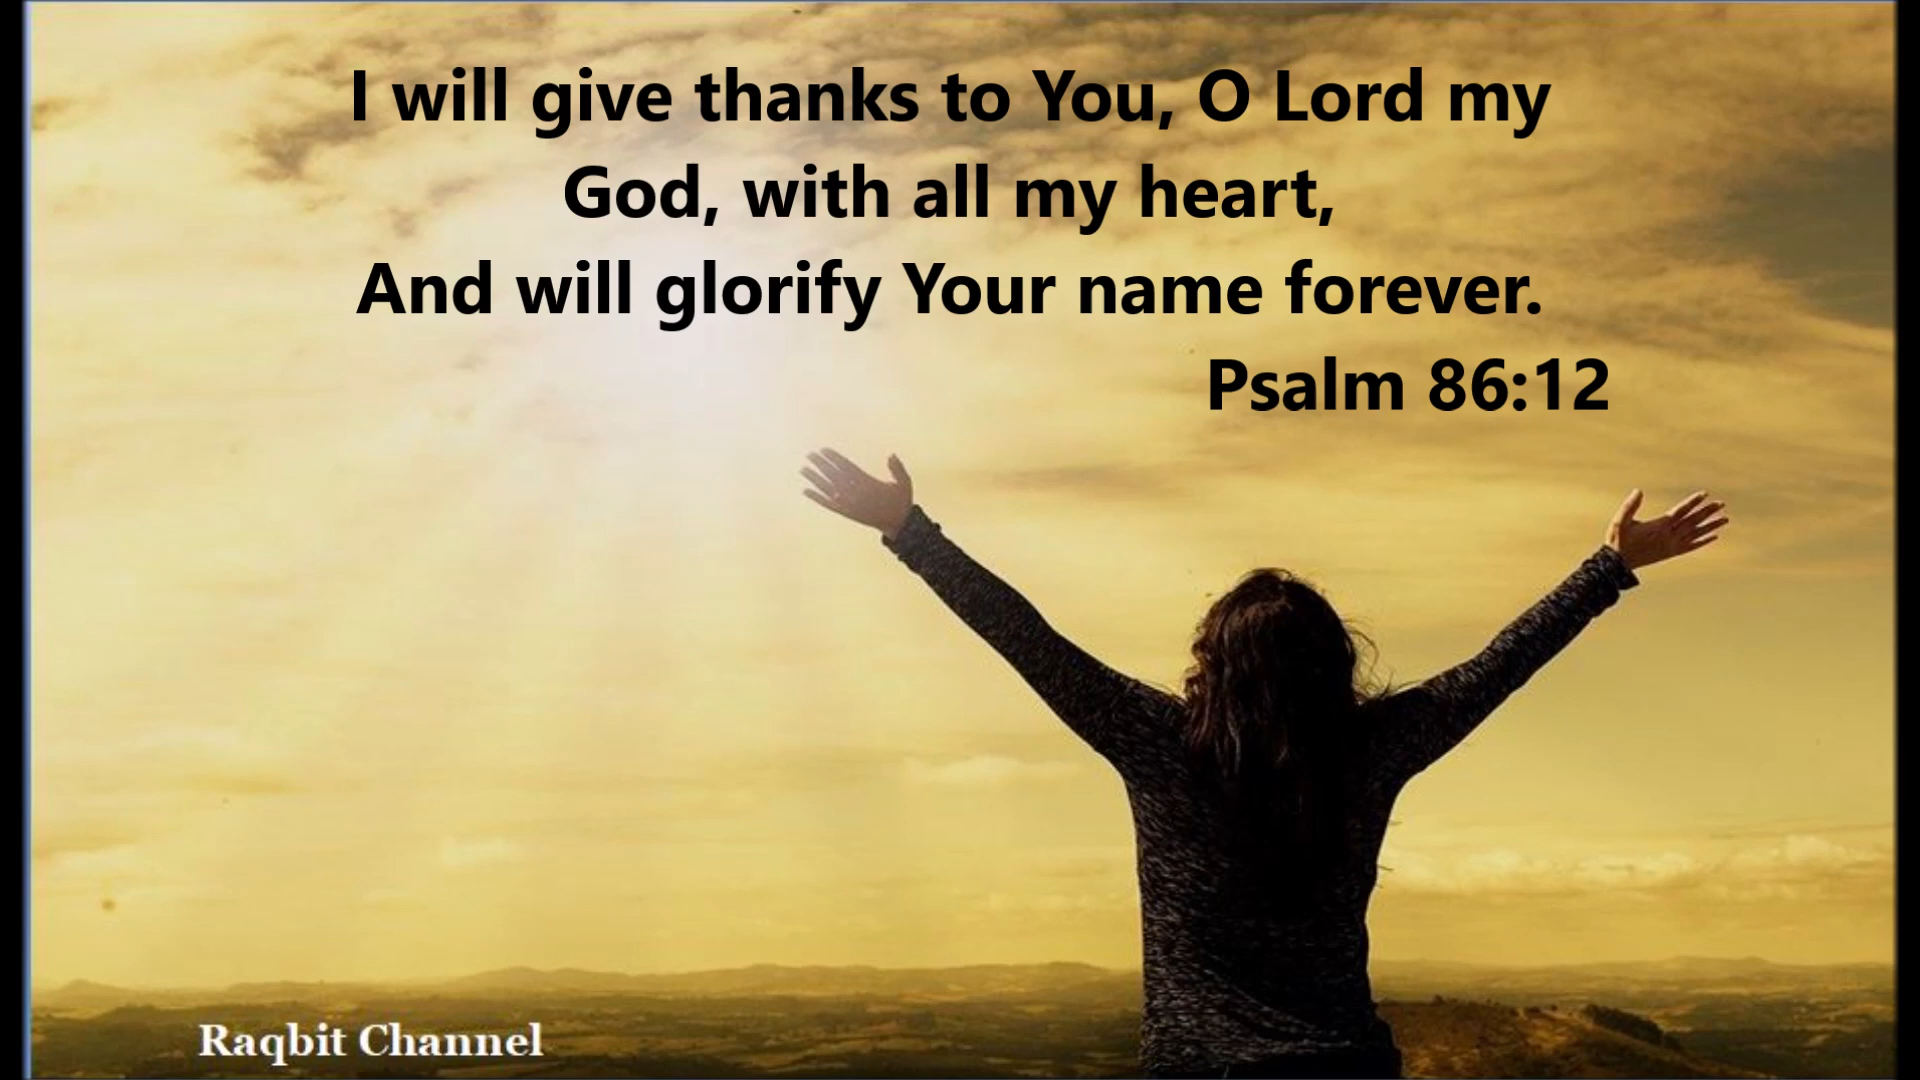 I will give thanks to You, O Lord my
God, with all my heart,
And will glorify Your name forever.
Psalm 86:12
Raqbit Channel